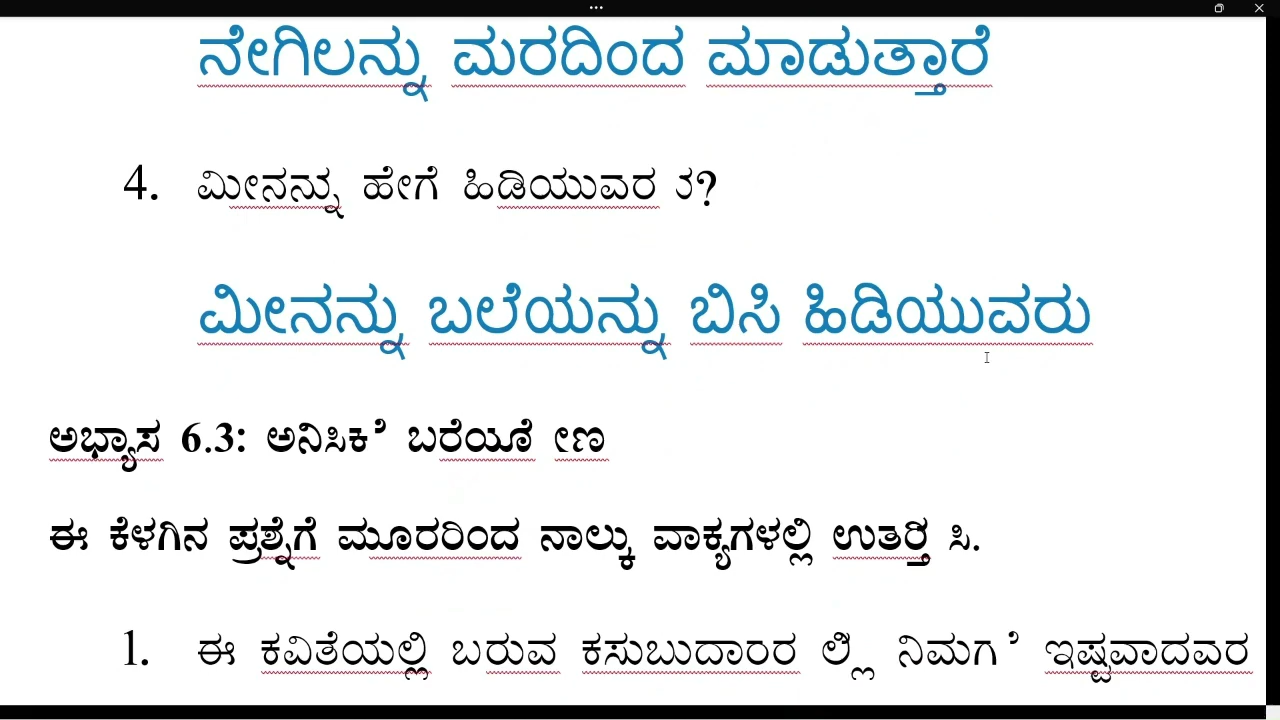 ನೇಗಿಲನ್ನು ಮರದಿಂದ ಮಾಡುತ್ತಾರೆ
4. ಮೀನನ್ನು ಹೇಗೆ ಹಿಡಿಯುವರ ು?
ಮೀನನ್ನು ಬಲೆಯನ್ನು ಬಿಸಿ ಹಿಡಿಯುವರು
ಅಭ್ಯಾಸ 6.3: ಅನಿಸಿಕೆ ಬರೆಯೋಣ
ಈ ಕೆಳಗಿನ ಪ್ರಶ್ನೆಗೆ ಮೂರರಿಂದ ನಾಲ್ಕು ವಾಕ್ಯಗಳಲ್ಲಿ ಉತ್ತರಿಸಿ.
1. ಈ ಕವಿತೆಯಲ್ಲಿ ಬರುವ ಕಸುಬುದಾರರಲ್ಲಿ ನಿಮಗೆ ಇಷ್ಟವಾದವರ